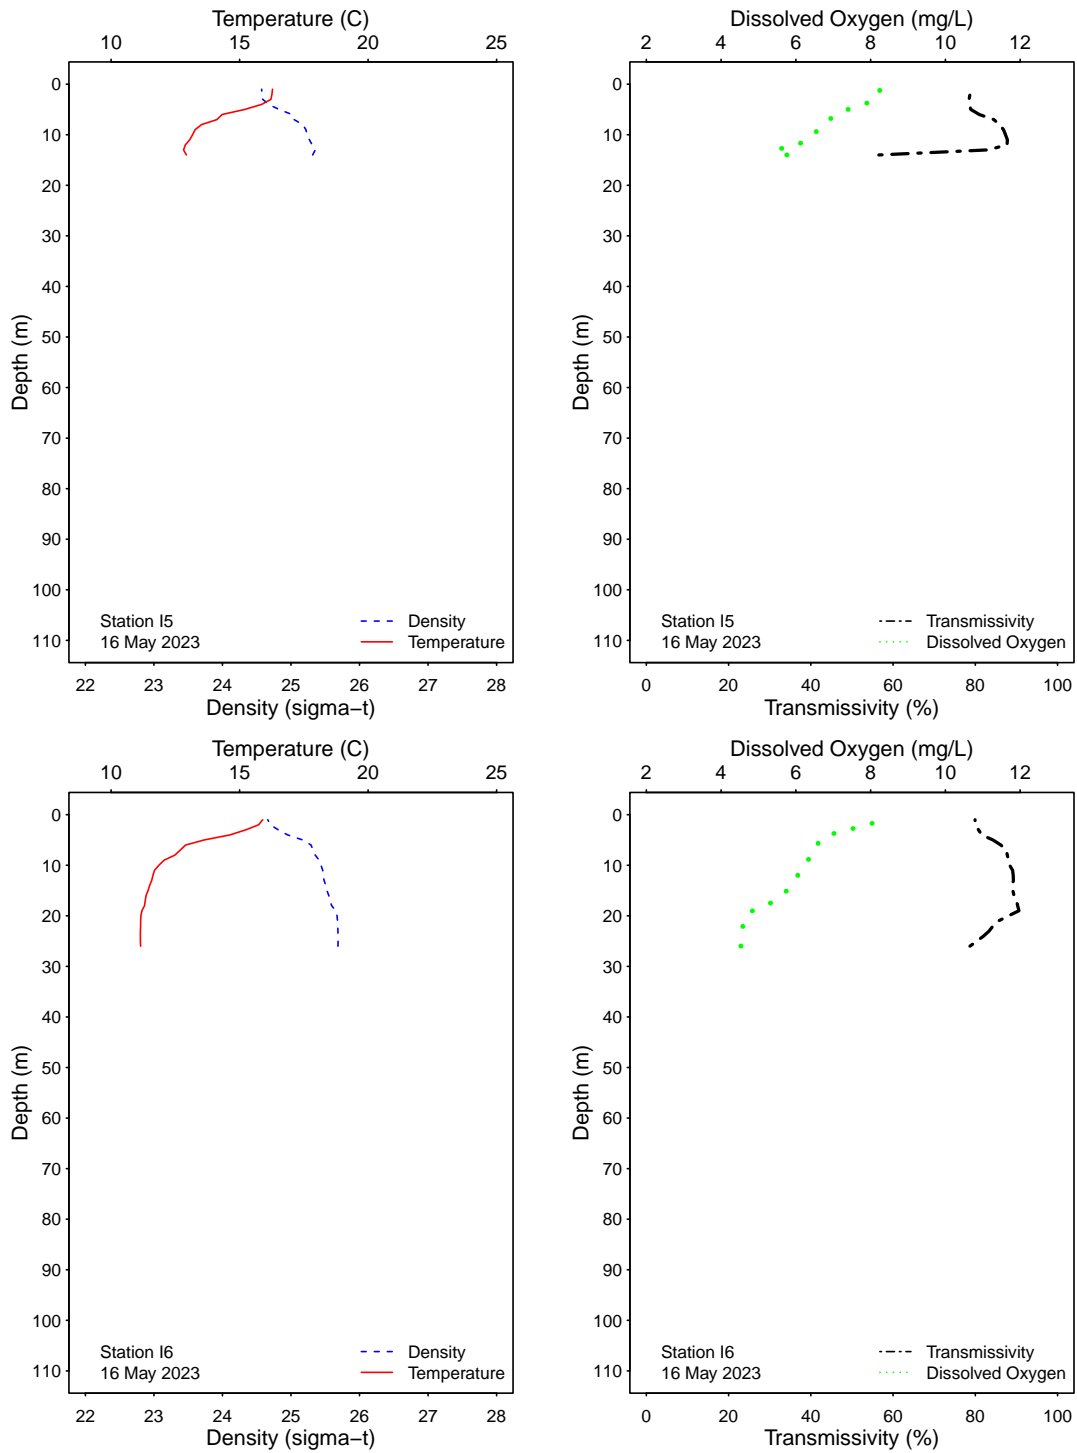 Temperature (C)
10 15 20 25
0
10
20
30
40
50
60
70
80
90
100
110
Depth (m)
Station I5
16 May 2023
Density
Temperature
22 23 24 25 26 27 28
Density (sigma−t)
Dissolved Oxygen (mg/L)
2 4 6 8 10 12
0
10
20
30
40
50
60
70
80
90
100
110
Depth (m)
Station I5
16 May 2023
Transmissivity
Dissolved Oxygen
0 20 40 60 80 100
Transmissivity (%)
Temperature (C)
10 15 20 25
0
10
20
30
40
50
60
70
80
90
100
110
Depth (m)
Station I6
16 May 2023
Density
Temperature
22 23 24 25 26 27 28
Density (sigma−t)
Dissolved Oxygen (mg/L)
2 4 6 8 10 12
0
10
20
30
40
50
60
70
80
90
100
110
Depth (m)
Station I6
16 May 2023
Transmissivity
Dissolved Oxygen
0 20 40 60 80 100
Transmissivity (%)